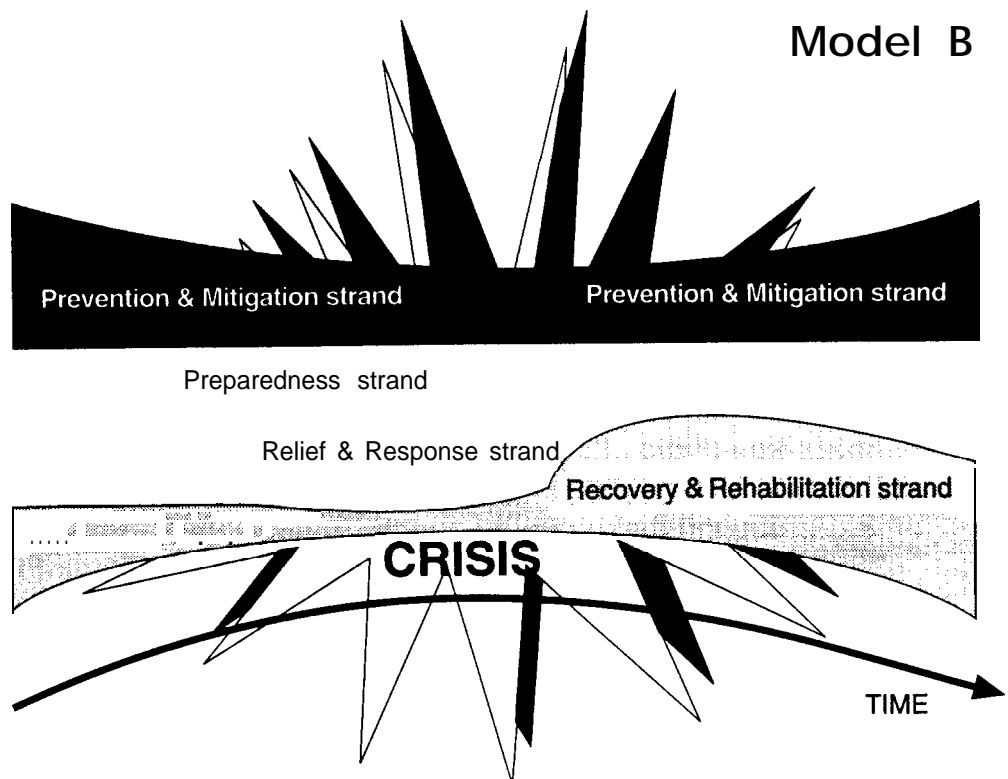 Model B
Prevention & Mitigation strand
Prevention & Mitigation strand
Preparedness strand
Relief & Response strand
Recovery & Rehabilitation strand
CRISIS
TIME